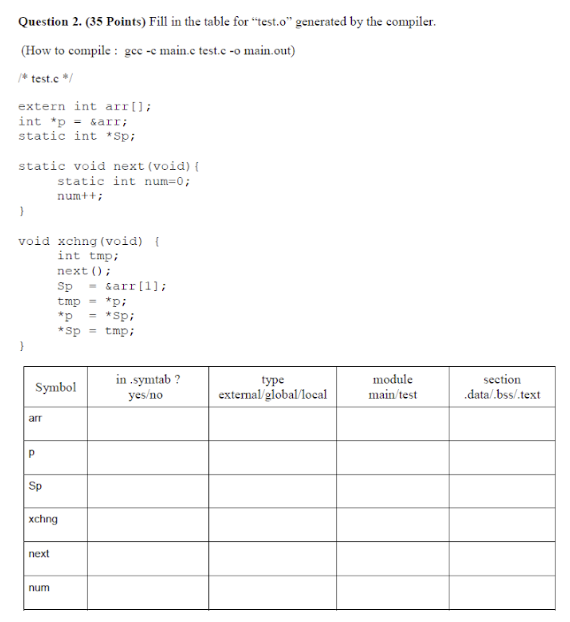 Question 2. (35 Points) Fill in the table for “test.o” generated by the compiler.
(How to compile : gcc -c main.c test.c -o main.out)
/* test.c */
extern int arr[];
int *p = &arr;
static int *Sp;
static void next(void){
static int num=0;
num++;
}
void xchng(void) {
int tmp;
next();
Sp = &arr[1];
tmp = *p;
*p = *Sp;
*Sp = tmp;
}
Symbol in .symtab ? yes/no type external/global/local module main/test section .data/.bss/.text
arr
p
Sp
xchng
next
num